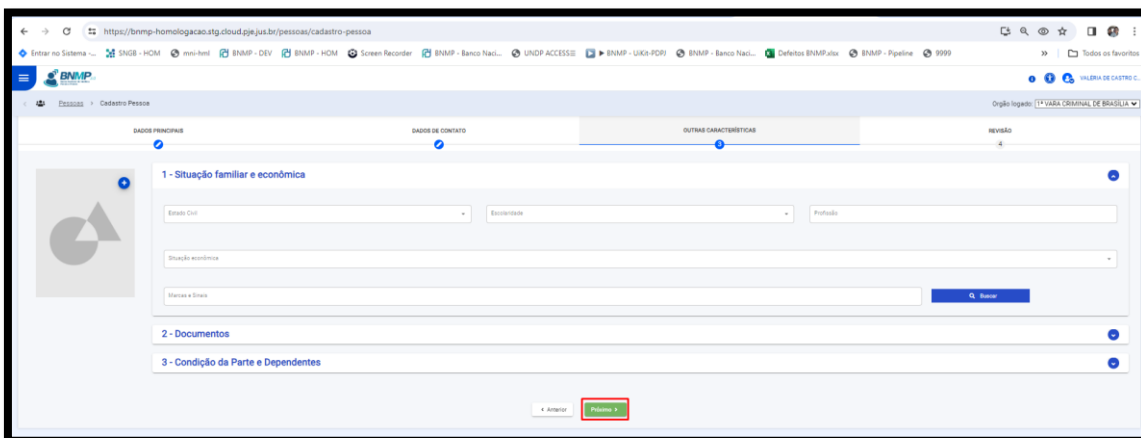 https://bnmp-homologacao.stg.cloud.pje.jus.br/pessoas/cadastro-pessoa
Entrar no Sistema -... SNGB - HOM mni-hml BNMP - DEV BNMP - HOM Screen Recorder BNMP - Banco Naci... UNDP ACCESS BNMP - UiKit-PDPJ BNMP - Banco Naci... Defeitos BNMP.xlsx BNMP - Pipeline 9999 » Todos os favoritos
BNMP VALERIA DE CASTRO C...
Pessoas > Cadastro Pessoa Orgão logado: 1ª VARA CRIMINAL DE BRASÍLIA
DADOS PRINCIPAIS DADOS DE CONTATO OUTRAS CARACTERÍSTICAS REVISÃO
3 4
1 - Situação familiar e econômica
Estado Civil Escolaridade Profissão
Situação econômica
Marcas e Sinais Buscar
2 - Documentos
3 - Condição da Parte e Dependentes
< Anterior Próximo >